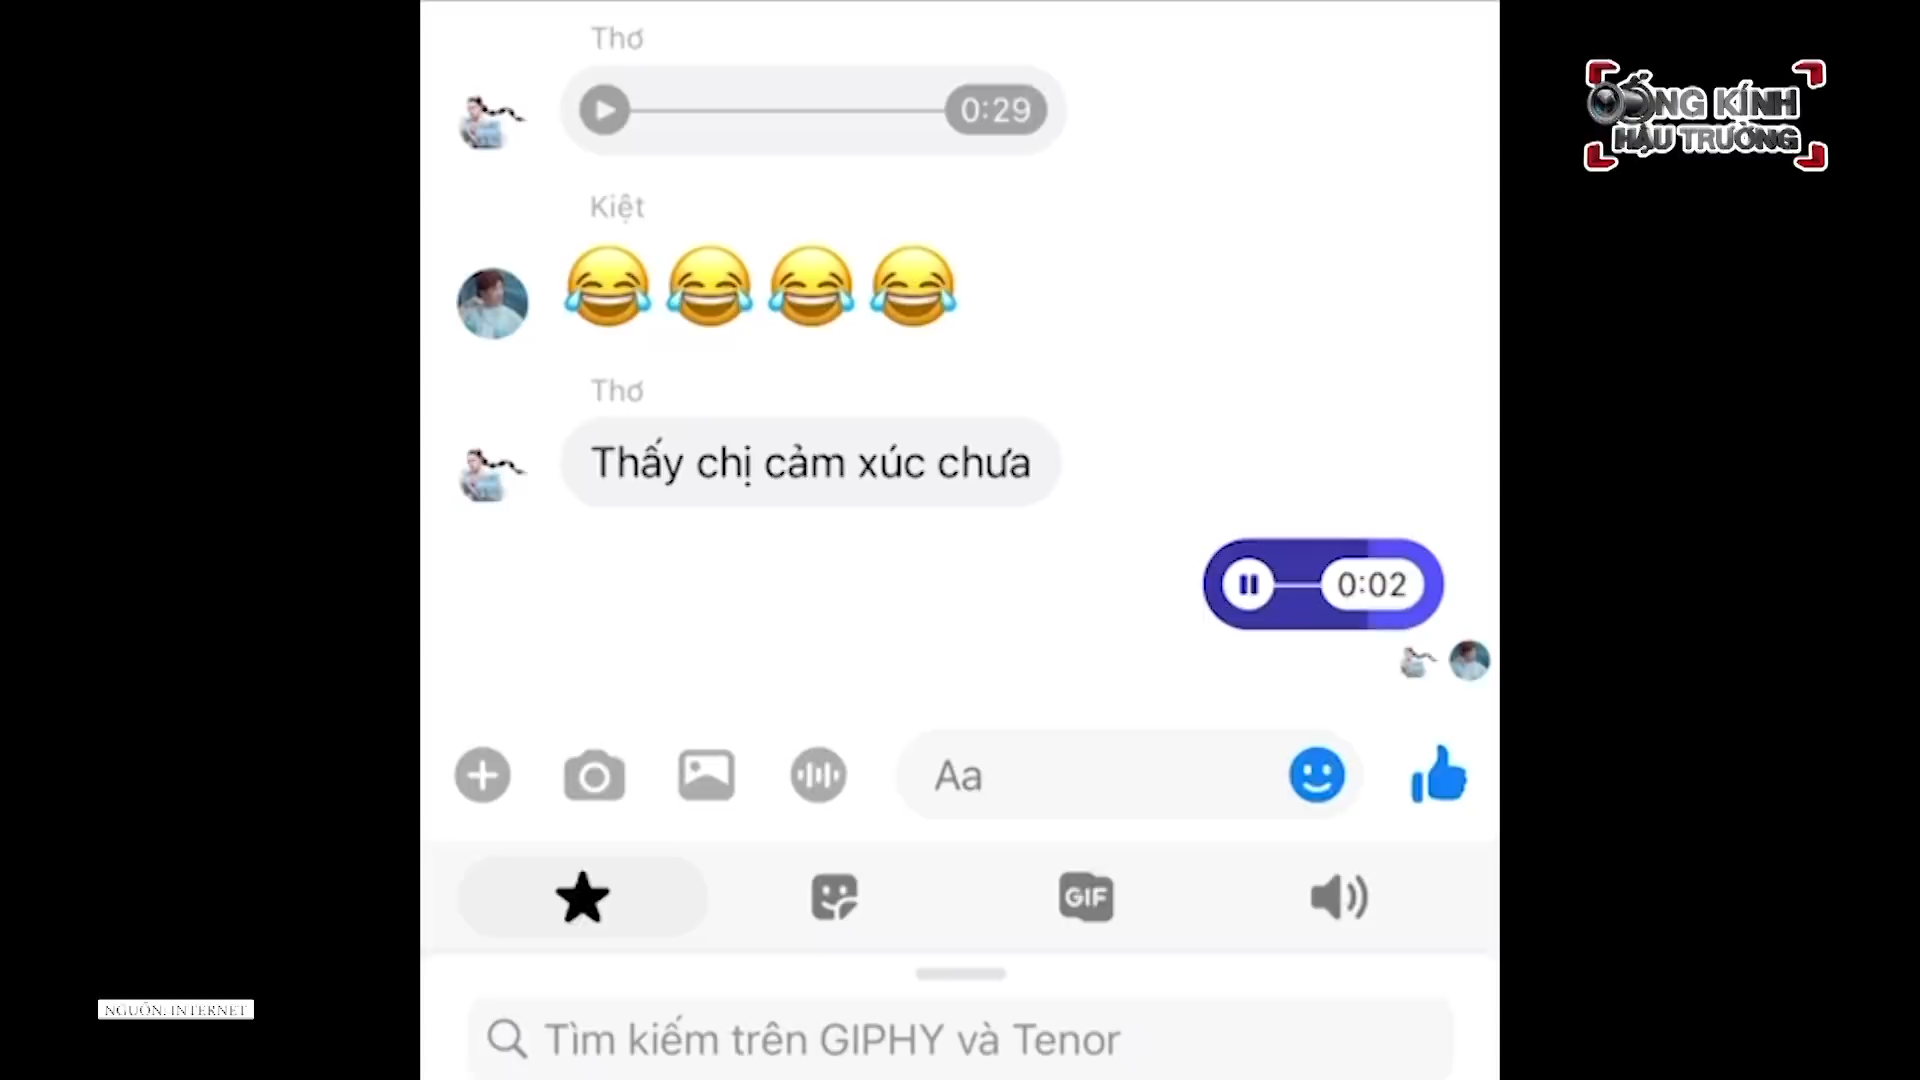 Thơ
0:29
ỐNG KÍNH
HẬU TRƯỜNG
Kiệt
Thơ
Thấy chị cảm xúc chưa
0:02
Aa
GIF
NGUỒN: INTERNET
Tìm kiếm trên GIPHY và Tenor